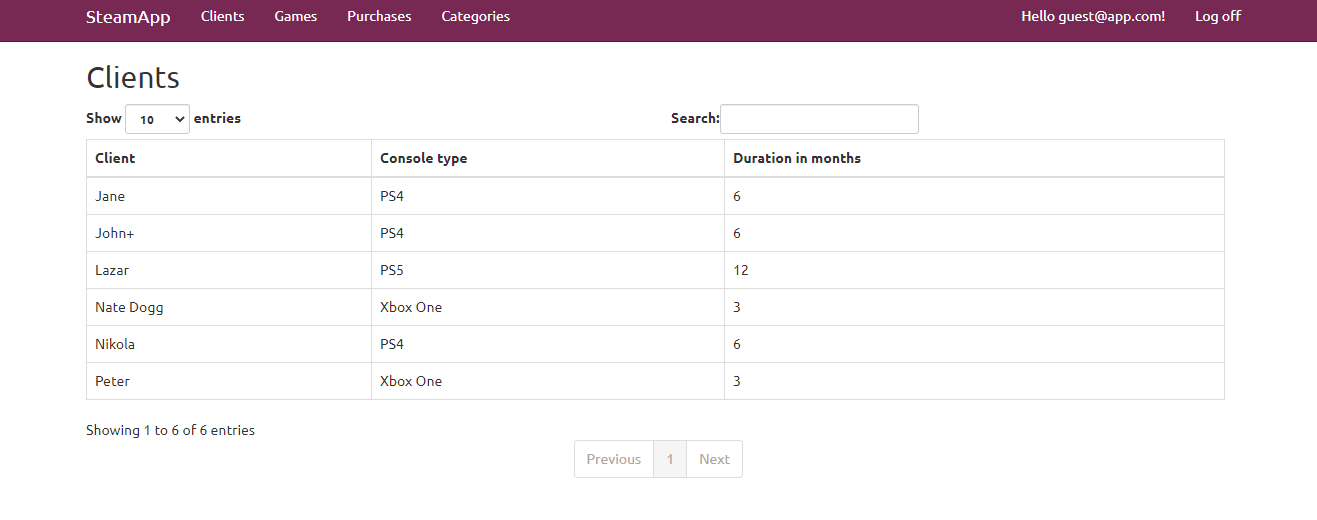 SteamApp Clients Games Purchases Categories Hello guest@app.com! Log off
Clients
Show 10 entries Search:
Client Console type Duration in months
Jane PS4 6
John+ PS4 6
Lazar PS5 12
Nate Dogg Xbox One 3
Nikola PS4 6
Peter Xbox One 3
Showing 1 to 6 of 6 entries
Previous 1 Next